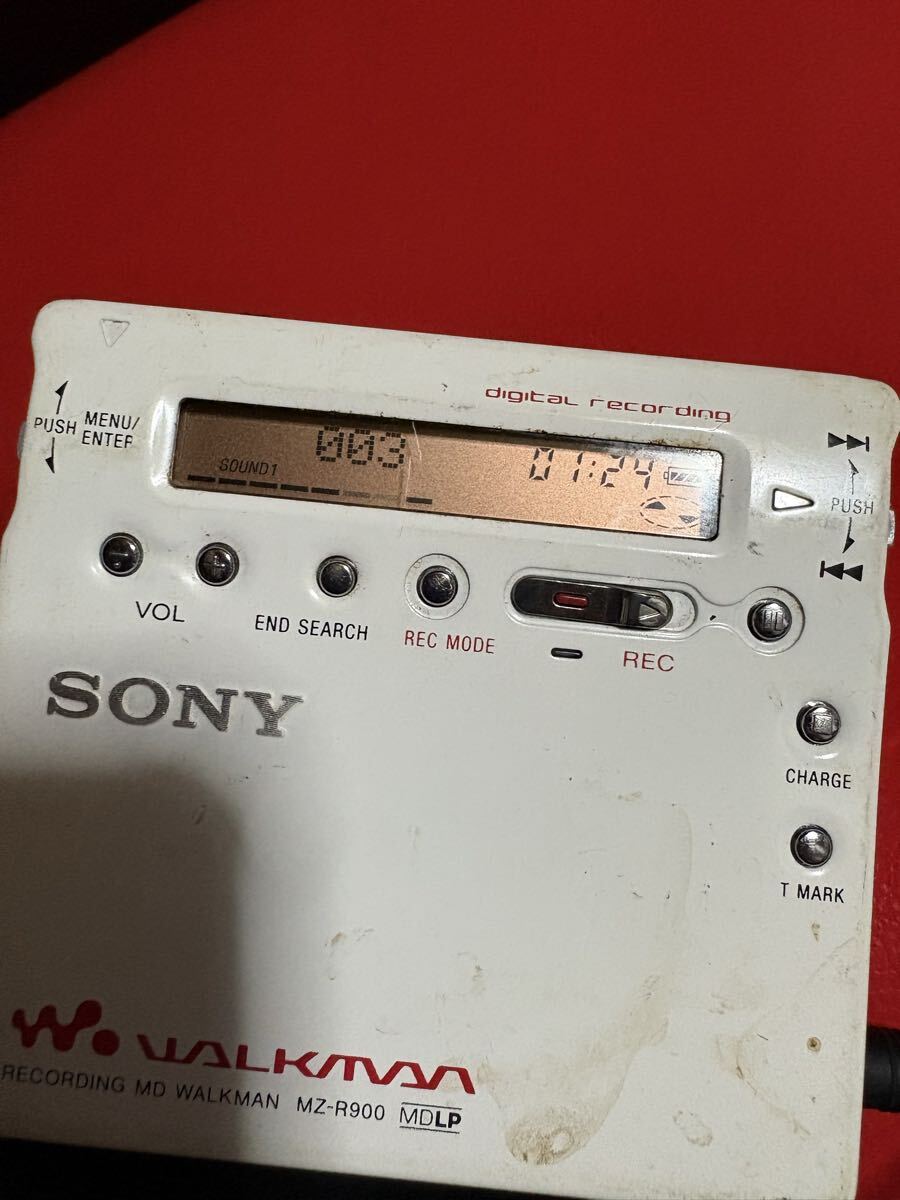 digital recording
PUSH
MENU/
ENTER
003
01:24
SOUND1
PUSH
VOL
END SEARCH
REC MODE
REC
SONY
CHARGE
T MARK
WALKMAN
RECORDING MD WALKMAN MZ-R900 MDLP